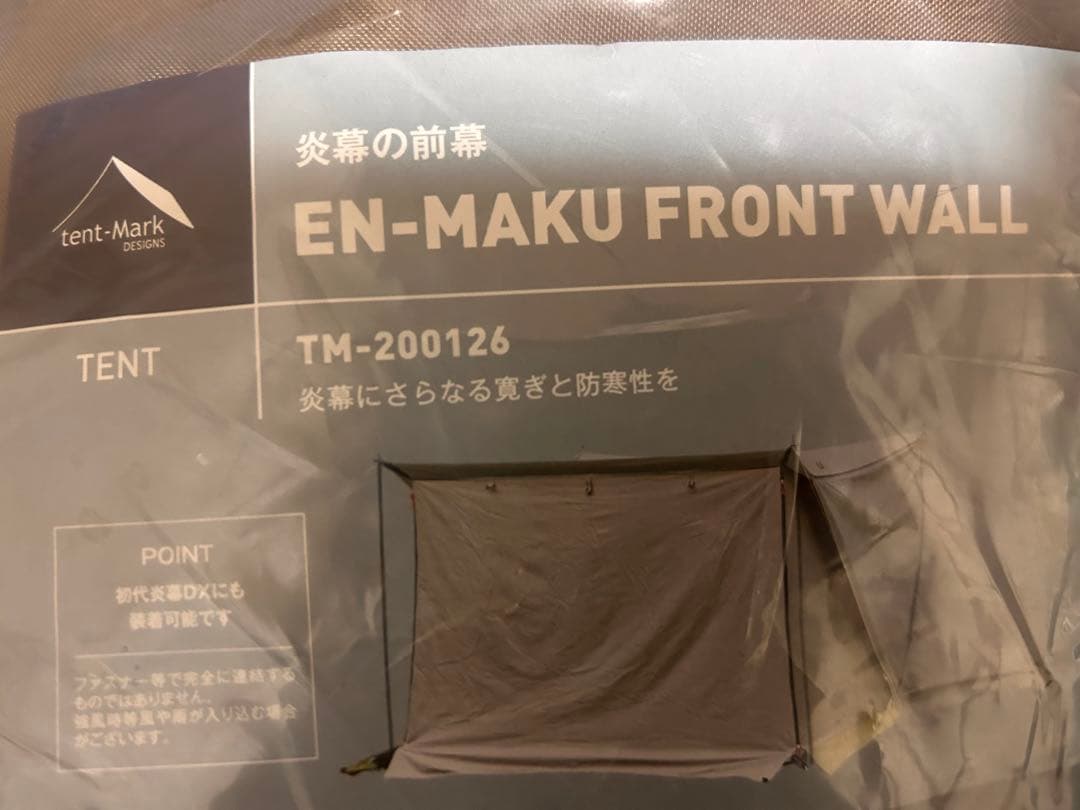 炎幕の前幕
EN-MAKU FRONT WALL
tent-Mark
DESIGNS
TENT
TM-200126
炎幕にさらなる寛ぎと防寒性を
POINT
初代炎幕DXにも
装着可能です
ファスナー等で完全に連結する
ものではありません。
強風時等風や雨が入り込む場合
がございます。